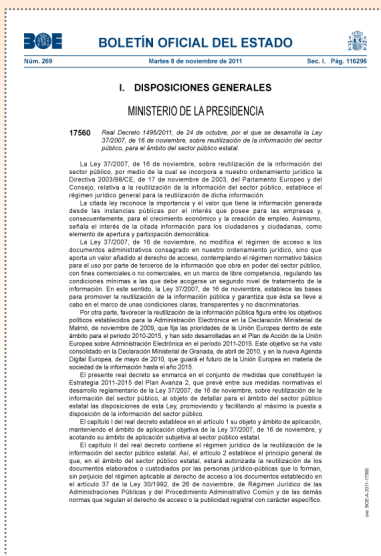 BOE
BOLETÍN OFICIAL DEL ESTADO
Núm. 269 Martes 8 de noviembre de 2011 Sec. I. Pág. 116296
I. DISPOSICIONES GENERALES
MINISTERIO DE LA PRESIDENCIA
17560 Real Decreto 1495/2011, de 24 de octubre, por el que se desarrolla la Ley
37/2007, de 16 de noviembre, sobre reutilización de la información del sector
público, para el ámbito del sector público estatal.
La Ley 37/2007, de 16 de noviembre, sobre reutilización de la información del
sector público, por medio de la cual se incorpora a nuestro ordenamiento jurídico la
Directiva 2003/98/CE, de 17 de noviembre de 2003, del Parlamento Europeo y del
Consejo, relativa a la reutilización de la información del sector público, establece el
régimen jurídico general para la reutilización de dicha información.
La citada ley reconoce la importancia y el valor que tiene la información generada
desde las instancias públicas por el interés que posee para las empresas y,
consecuentemente, para el crecimiento económico y la creación de empleo. Asimismo,
señala el interés de la citada información para los ciudadanos y ciudadanas, como
elemento de apertura y participación democrática.
La Ley 37/2007, de 16 de noviembre, no modifica el régimen de acceso a los
documentos administrativos consagrado en nuestro ordenamiento jurídico, sino que
aporta un valor añadido al derecho de acceso, contemplando el régimen normativo básico
para el uso por parte de terceros de la información que obra en poder del sector público,
con fines comerciales o no comerciales, en un marco de libre competencia, regulando las
condiciones mínimas a las que debe acogerse un segundo nivel de tratamiento de la
información. En este sentido, la Ley 37/2007, de 16 de noviembre, establece las bases
para promover la reutilización de la información pública y garantiza que ésta se lleve a
cabo en el marco de unas condiciones claras, transparentes y no discriminatorias.
Por otra parte, favorecer la reutilización de la información pública figura entre los objetivos
políticos establecidos para la Administración Electrónica en la Declaración Ministerial de
Malmö, de noviembre de 2009, que fija las prioridades de la Unión Europea dentro de este
ámbito para el período 2010-2015, y han sido desarrolladas en el Plan de Acción de la Unión
Europea sobre Administración Electrónica en el período 2011-2015. Este objetivo se ha visto
consolidado en la Declaración Ministerial de Granada, de abril de 2010, y en la nueva Agenda
Digital Europea, de mayo de 2010, que guiará el futuro de la Unión Europea en materia de
sociedad de la información hasta el año 2015.
El presente real decreto se enmarca en el conjunto de medidas que constituyen la
Estrategia 2011-2015 del Plan Avanza 2, que prevé entre sus medidas normativas el
desarrollo reglamentario de la Ley 37/2007, de 16 de noviembre, sobre reutilización de la
información del sector público, al objeto de detallar para el ámbito del sector público
estatal las disposiciones de esta Ley, promoviendo y facilitando al máximo la puesta a
disposición de la información del sector público.
El capítulo I del real decreto establece en el artículo 1 su objeto y ámbito de aplicación,
manteniendo el ámbito de aplicación objetiva de la Ley 37/2007, de 16 de noviembre, y
acotando su ámbito de aplicación subjetiva al sector público estatal.
El capítulo II del real decreto contiene el régimen jurídico de la reutilización de la
información del sector público estatal. Así, el artículo 2 establece el principio general de
que, en el ámbito del sector público estatal, estará autorizada la reutilización de los
documentos elaborados o custodiados por las personas jurídico-públicas que lo forman,
sin perjuicio del régimen aplicable al derecho de acceso a los documentos establecido en
el artículo 37 de la Ley 30/1992, de 26 de noviembre, de Régimen Jurídico de las
Administraciones Públicas y del Procedimiento Administrativo Común y de las demás
normas que regulan el derecho de acceso o la publicidad registral con carácter específico.
cve: BOE-A-2011-17560